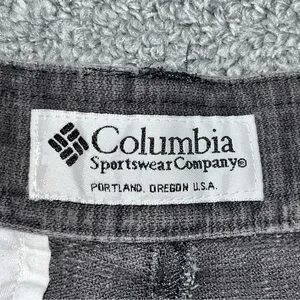 Columbia
Sportswear Company®
PORTLAND, OREGON U.S.A.